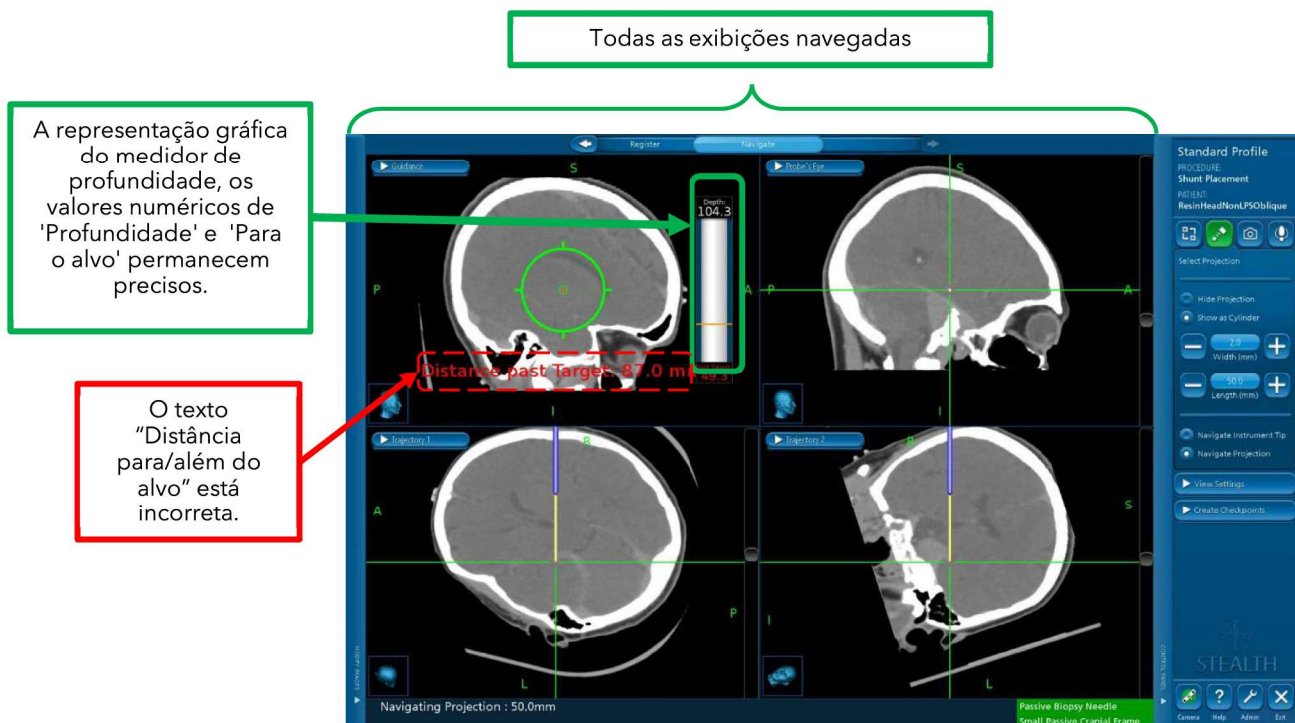 Todas as exibições navegadas
A representação gráfica
do medidor de
profundidade, os
valores numéricos de
'Profundidade' e 'Para
o alvo' permanecem
precisos.
O texto
“Distância
para/além do
alvo” está
incorreta.
Register
Navigate
Guidance
S
P
A
I
Depth:
104.3
49.3
Distance past Target: 87.0 m
Probe's Eye
S
P
A
I
Trajectory 1
A
R
P
L
Trajectory 2
R
S
I
L
Navigating Projection : 50.0mm
Passive Biopsy Needle
Small Passive Cranial Frame
Standard Profile
PROCEDURE:
Shunt Placement
PATIENT:
ResinHeadNonLPSOblique
Select Projection
Hide Projection
Show as Cylinder
2.0
Width (mm)
50.0
Length (mm)
Navigate Instrument Tip
Navigate Projection
View Settings
Create Checkpoints
STEALTH
Camera
Help
Admin
Exit